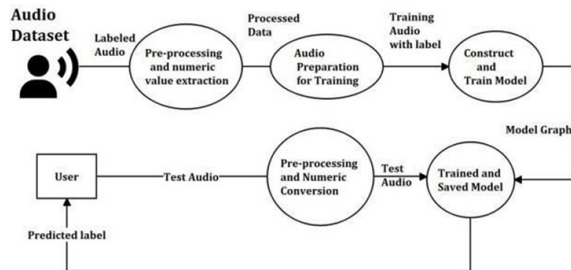 Audio
Dataset
Labeled
Audio
Pre-processing
and numeric
value extraction
Processed
Data
Audio
Preparation
for Training
Training
Audio
with label
Construct
and
Train Model
Model Graph
User
Test Audio
Pre-processing
and Numeric
Conversion
Test
Audio
Trained and
Saved Model
Predicted label